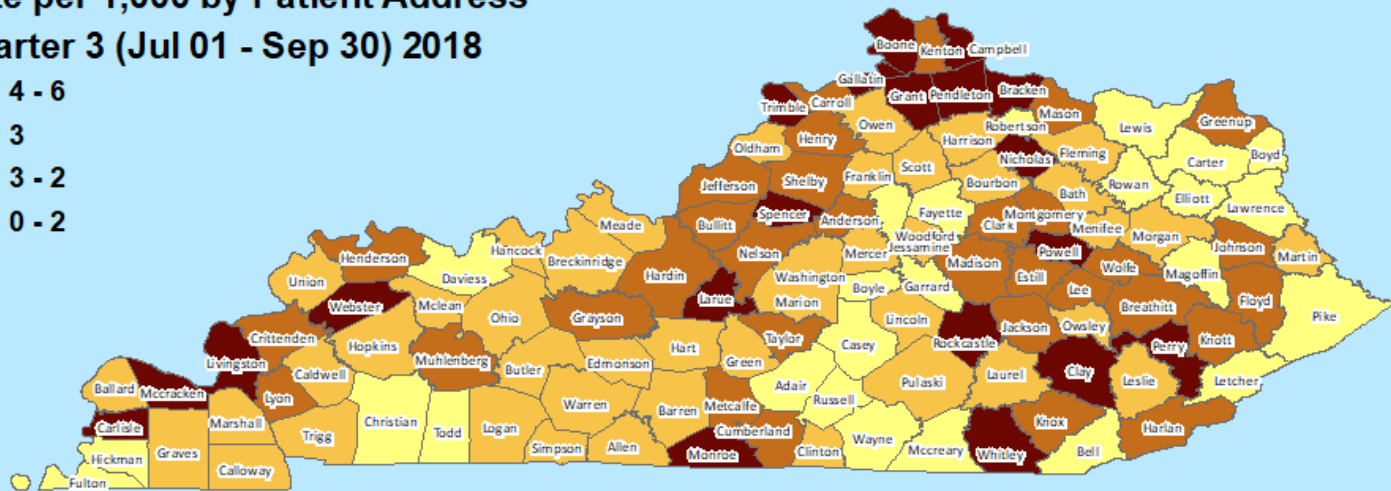 per 1,000 by Patient Address
(Jul 01 - Sep 30) 2018
4 - 6
3
3 - 2
0 - 2
Boone
Kenton
Campbell
Gallatin
Grant
Pendleton
Bracken
Trimble
Carroll
Mason
Owen
Robertson
Lewis
Greenup
Henry
Harrison
Oldham
Nicholas
Fleming
Carter
Boyd
Scott
Jefferson
Shelby
Franklin
Bourbon
Rowan
Bath
Elliott
Lawrence
Spencer
Fayette
Montgomery
Bullitt
Anderson
Clark
Menifee
Meade
Woodford
Morgan
Jessamine
Johnson
Hancock
Nelson
Mercer
Powell
Martin
Henderson
Breckinridge
Madison
Wolfe
Magoffin
Daviess
Hardin
Washington
Estill
Union
Boyle
Garrard
Lee
Larue
Marion
Floyd
Webster
Mclean
Breathitt
Pike
Ohio
Grayson
Lincoln
Jackson
Owsley
Crittenden
Taylor
Knott
Hopkins
Casey
Rockcastle
Perry
Hart
Livingston
Muhlenberg
Edmonson
Green
Butler
Clay
Caldwell
Laurel
Leslie
Letcher
Ballard
Pulaski
Adair
Mccracken
Lyon
Russell
Warren
Barren
Metcalfe
Marshall
Christian
Knox
Carlisle
Logan
Cumberland
Harlan
Todd
Trigg
Wayne
Allen
Simpson
Clinton
Mccreary
Bell
Graves
Monroe
Whitley
Hickman
Calloway
Fulton